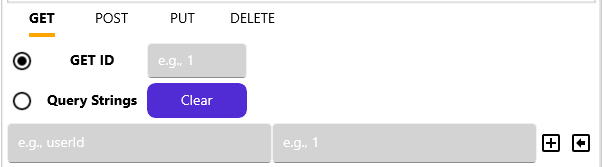 GET POST PUT DELETE
GET ID e.g., 1
Query Strings Clear
e.g., userId e.g., 1